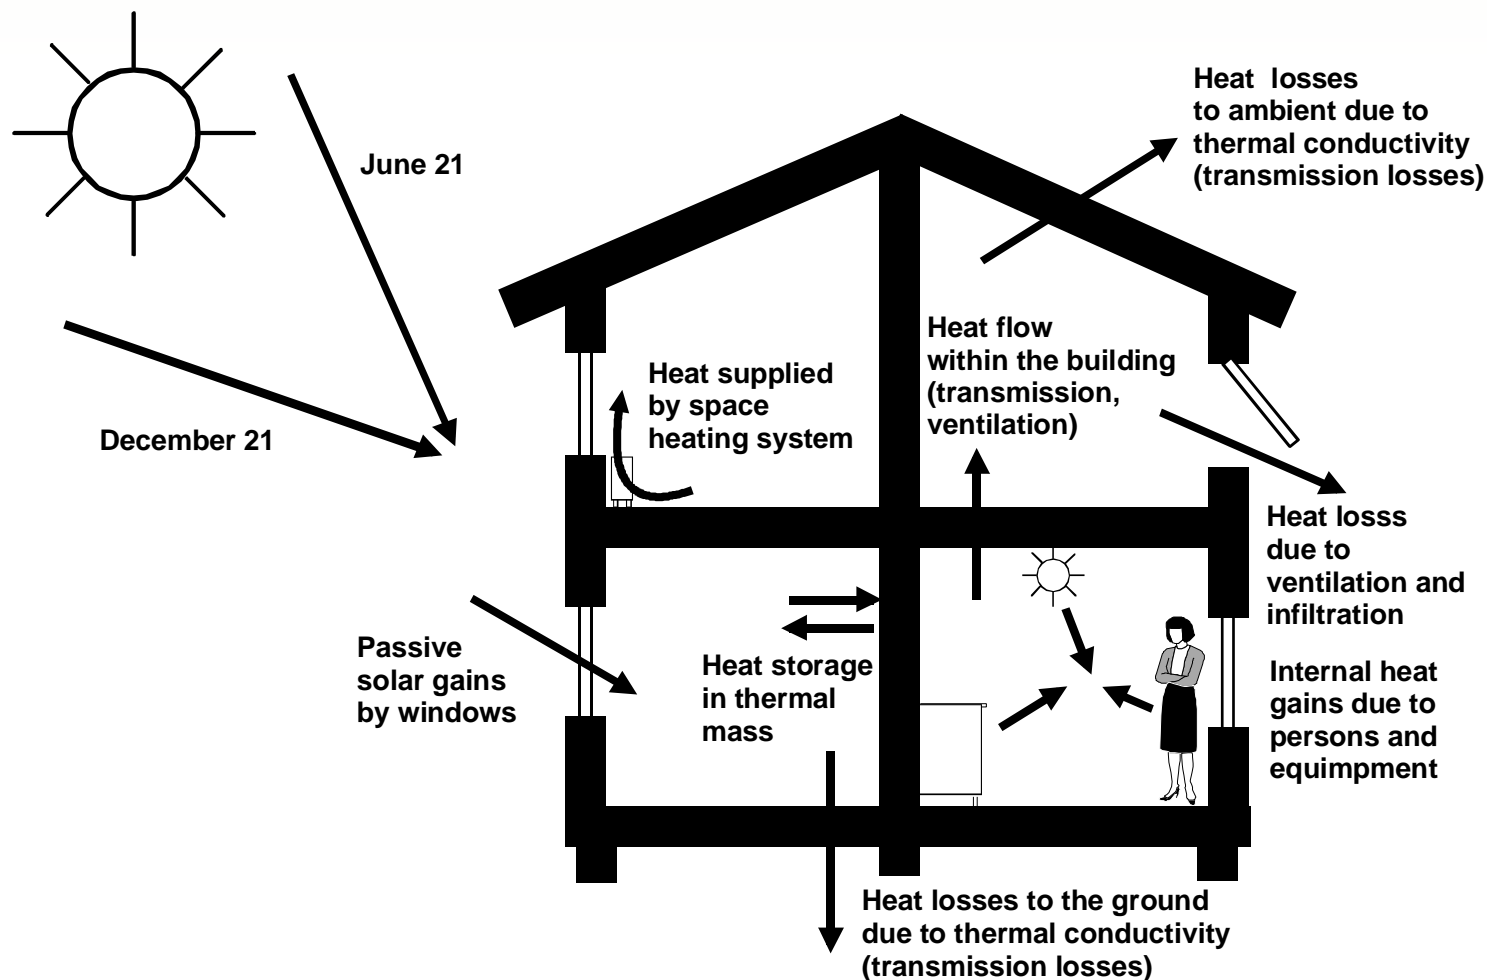 June 21
December 21
Heat losses
to ambient due to
thermal conductivity
(transmission losses)
Heat flow
within the building
(transmission,
ventilation)
Heat supplied
by space
heating system
Heat losss
due to
ventilation and
infiltration
Passive
solar gains
by windows
Heat storage
in thermal
mass
Internal heat
gains due to
persons and
equimpment
Heat losses to the ground
due to thermal conductivity
(transmission losses)